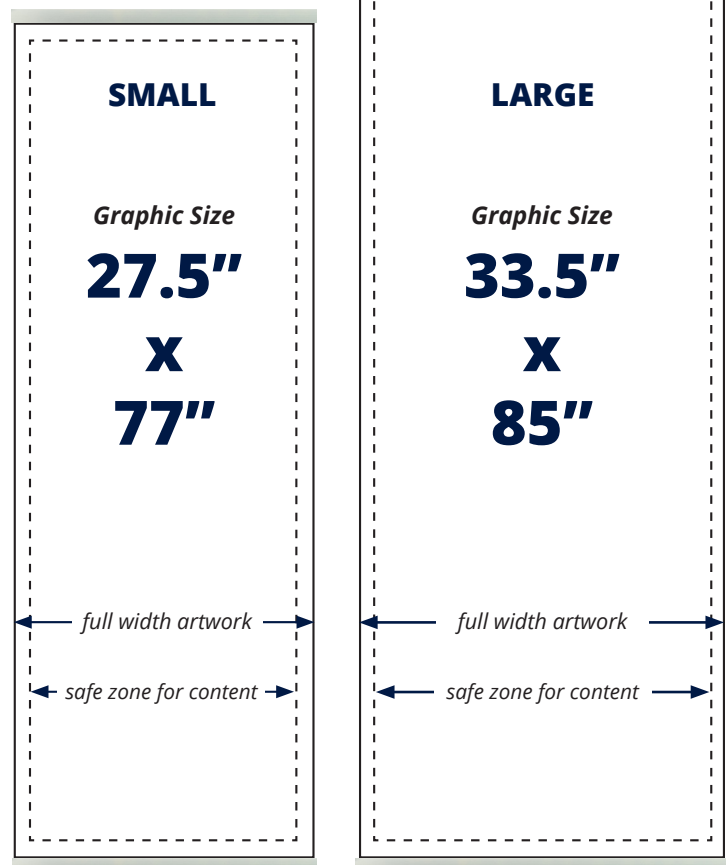 SMALL
Graphic Size
27.5”
x
77”
full width artwork
safe zone for content
LARGE
Graphic Size
33.5”
x
85”
full width artwork
safe zone for content